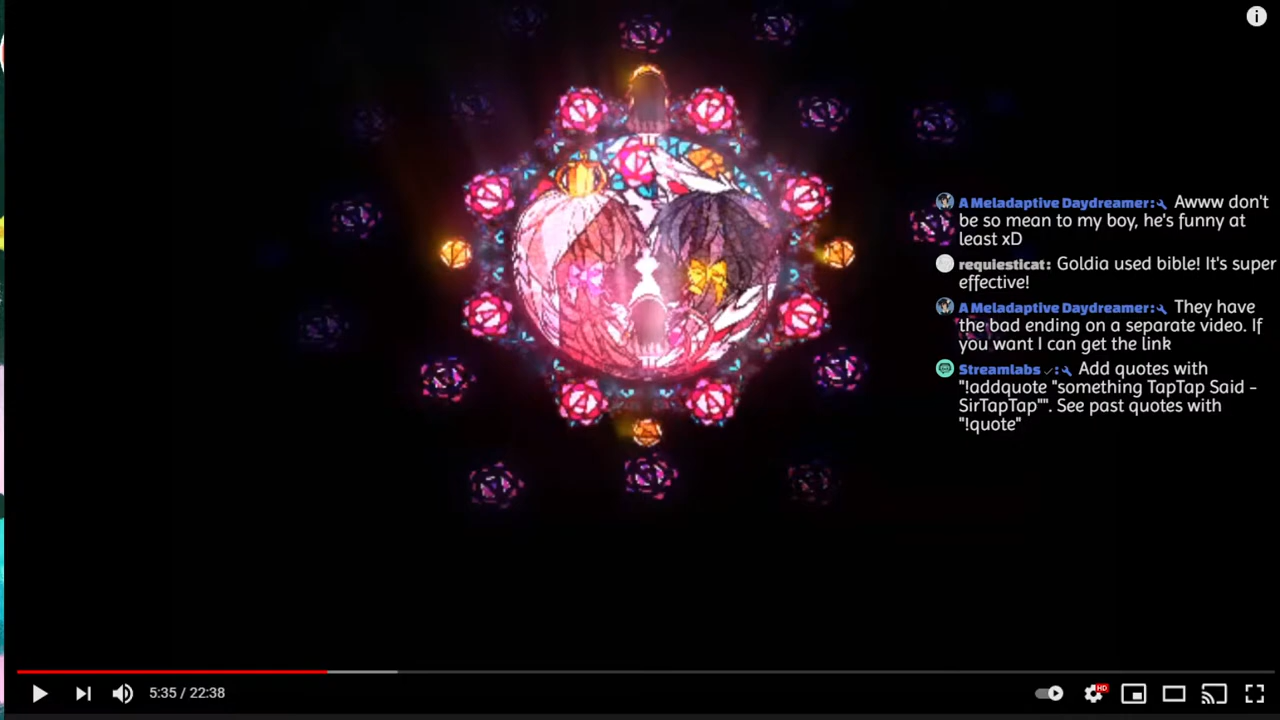 A Meladaptive Daydreamer: Awww don't
be so mean to my boy, he's funny at
least xD
requiesticat: Goldia used bible! It's super
effective!
A Meladaptive Daydreamer: They have
the bad ending on a separate video. If
you want I can get the link
Streamlabs ✓: Add quotes with
"!addquote "something TapTap Said -
SirTapTap"". See past quotes with
"!quote"
5:35 / 22:38
HD